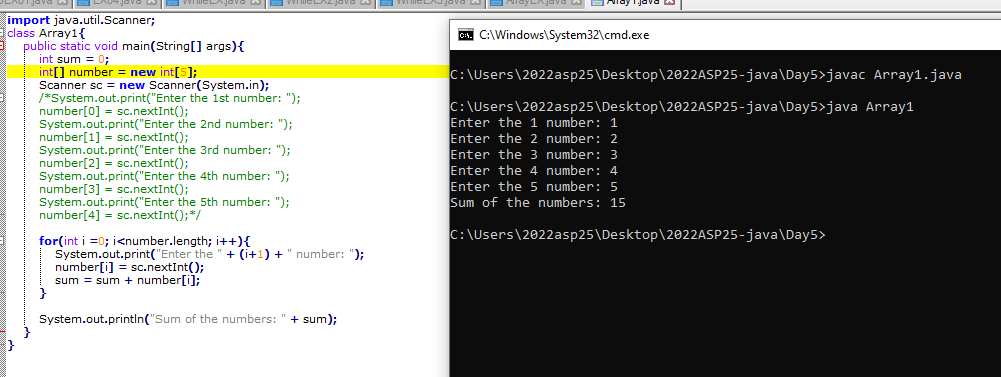 EX01.java EX04.java WhileEX.java WhileEX2.java WhileEX3.java ArrayEX.java Array1.java
import java.util.Scanner;
class Array1{
public static void main(String[] args){
int sum = 0;
int[] number = new int[5];
Scanner sc = new Scanner(System.in);
/*System.out.print("Enter the 1st number: ");
number[0] = sc.nextInt();
System.out.print("Enter the 2nd number: ");
number[1] = sc.nextInt();
System.out.print("Enter the 3rd number: ");
number[2] = sc.nextInt();
System.out.print("Enter the 4th number: ");
number[3] = sc.nextInt();
System.out.print("Enter the 5th number: ");
number[4] = sc.nextInt();*/
for(int i =0; i<number.length; i++){
System.out.print("Enter the " + (i+1) + " number: ");
number[i] = sc.nextInt();
sum = sum + number[i];
}
System.out.println("Sum of the numbers: " + sum);
}
}
C:\Windows\System32\cmd.exe
C:\Users\2022asp25\Desktop\2022ASP25-java\Day5>javac Array1.java
C:\Users\2022asp25\Desktop\2022ASP25-java\Day5>java Array1
Enter the 1 number: 1
Enter the 2 number: 2
Enter the 3 number: 3
Enter the 4 number: 4
Enter the 5 number: 5
Sum of the numbers: 15
C:\Users\2022asp25\Desktop\2022ASP25-java\Day5>